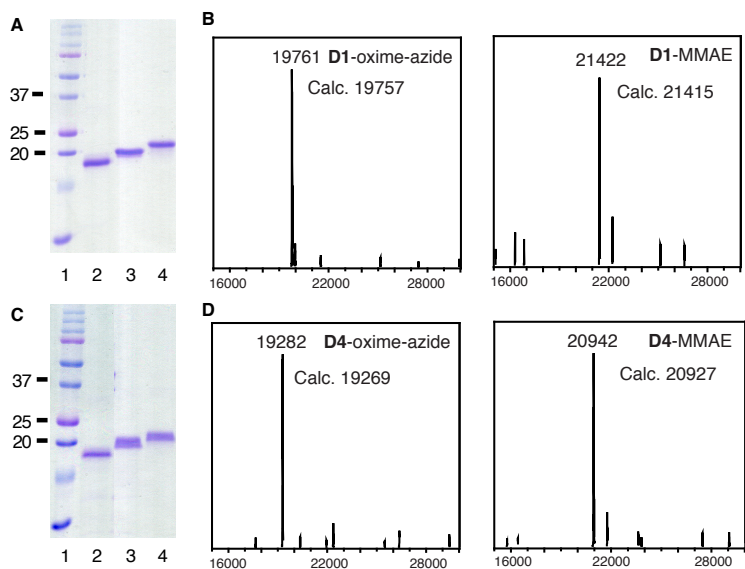 A
37
25
20
1 2 3 4
B
19761 D1-oxime-azide
Calc. 19757
16000 22000 28000
21422 D1-MMAE
Calc. 21415
16000 22000 28000
C
37
25
20
1 2 3 4
D
19282 D4-oxime-azide
Calc. 19269
16000 22000 28000
20942 D4-MMAE
Calc. 20927
16000 22000 28000